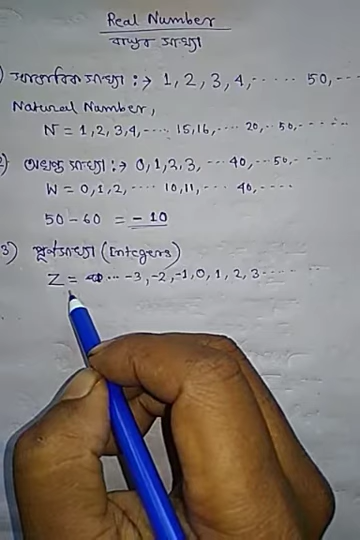 Real Number
বাস্তব সংখ্যা
স্বাভাবিক সংখ্যা :→ 1, 2, 3, 4, ...... 50, ...
Natural Number,
N = 1, 2, 3, 4, .... 15, 16, .... 20, .. 50, ......
2) অখণ্ড সংখ্যা :→ 0, 1, 2, 3, ... 40, ... 50, ....
W = 0, 1, 2, .... 10, 11, .... 40, ....
50 - 60 = - 10
3) পূর্ণসংখ্যা (Integers)
Z = ... -3, -2, -1, 0, 1, 2, 3 .....